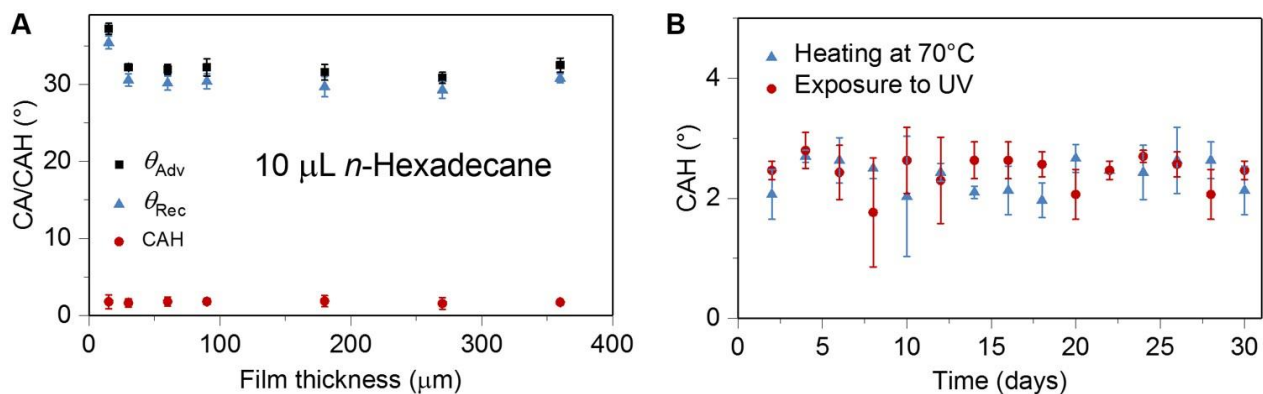 A
CA/CAH (°)
30
20
10
0
θAdv
θRec
CAH
10 μL n-Hexadecane
0 100 200 300 400
Film thickness (μm)
B
CAH (°)
4
2
0
Heating at 70°C
Exposure to UV
0 5 10 15 20 25 30
Time (days)